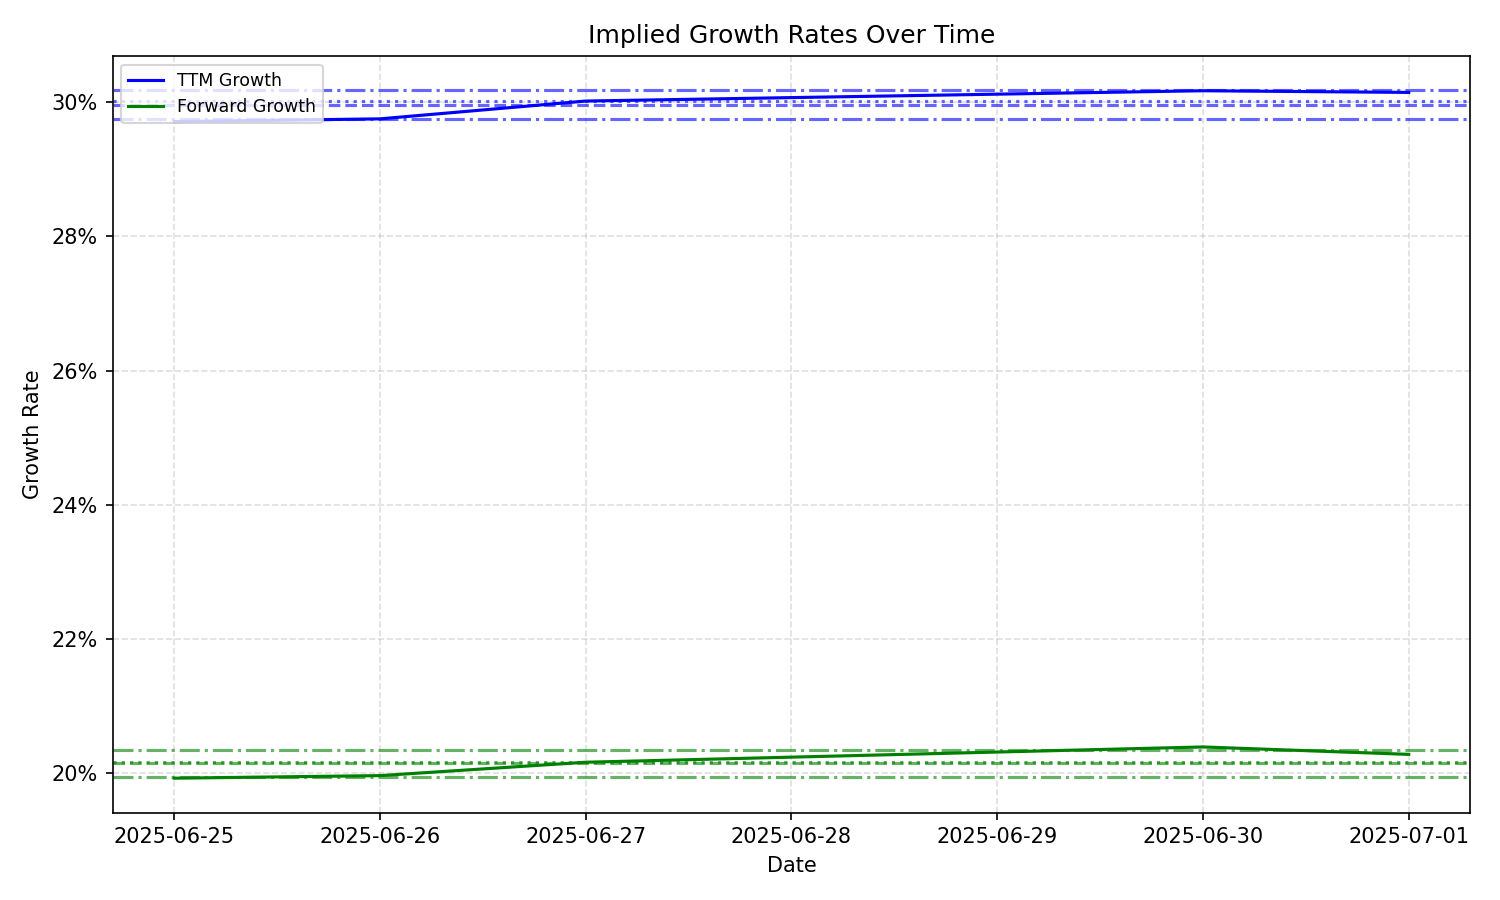 Implied Growth Rates Over Time
TTM Growth
Forward Growth
30%
28%
26%
24%
22%
20%
Growth Rate
2025-06-25
2025-06-26
2025-06-27
2025-06-28
2025-06-29
2025-06-30
2025-07-01
Date